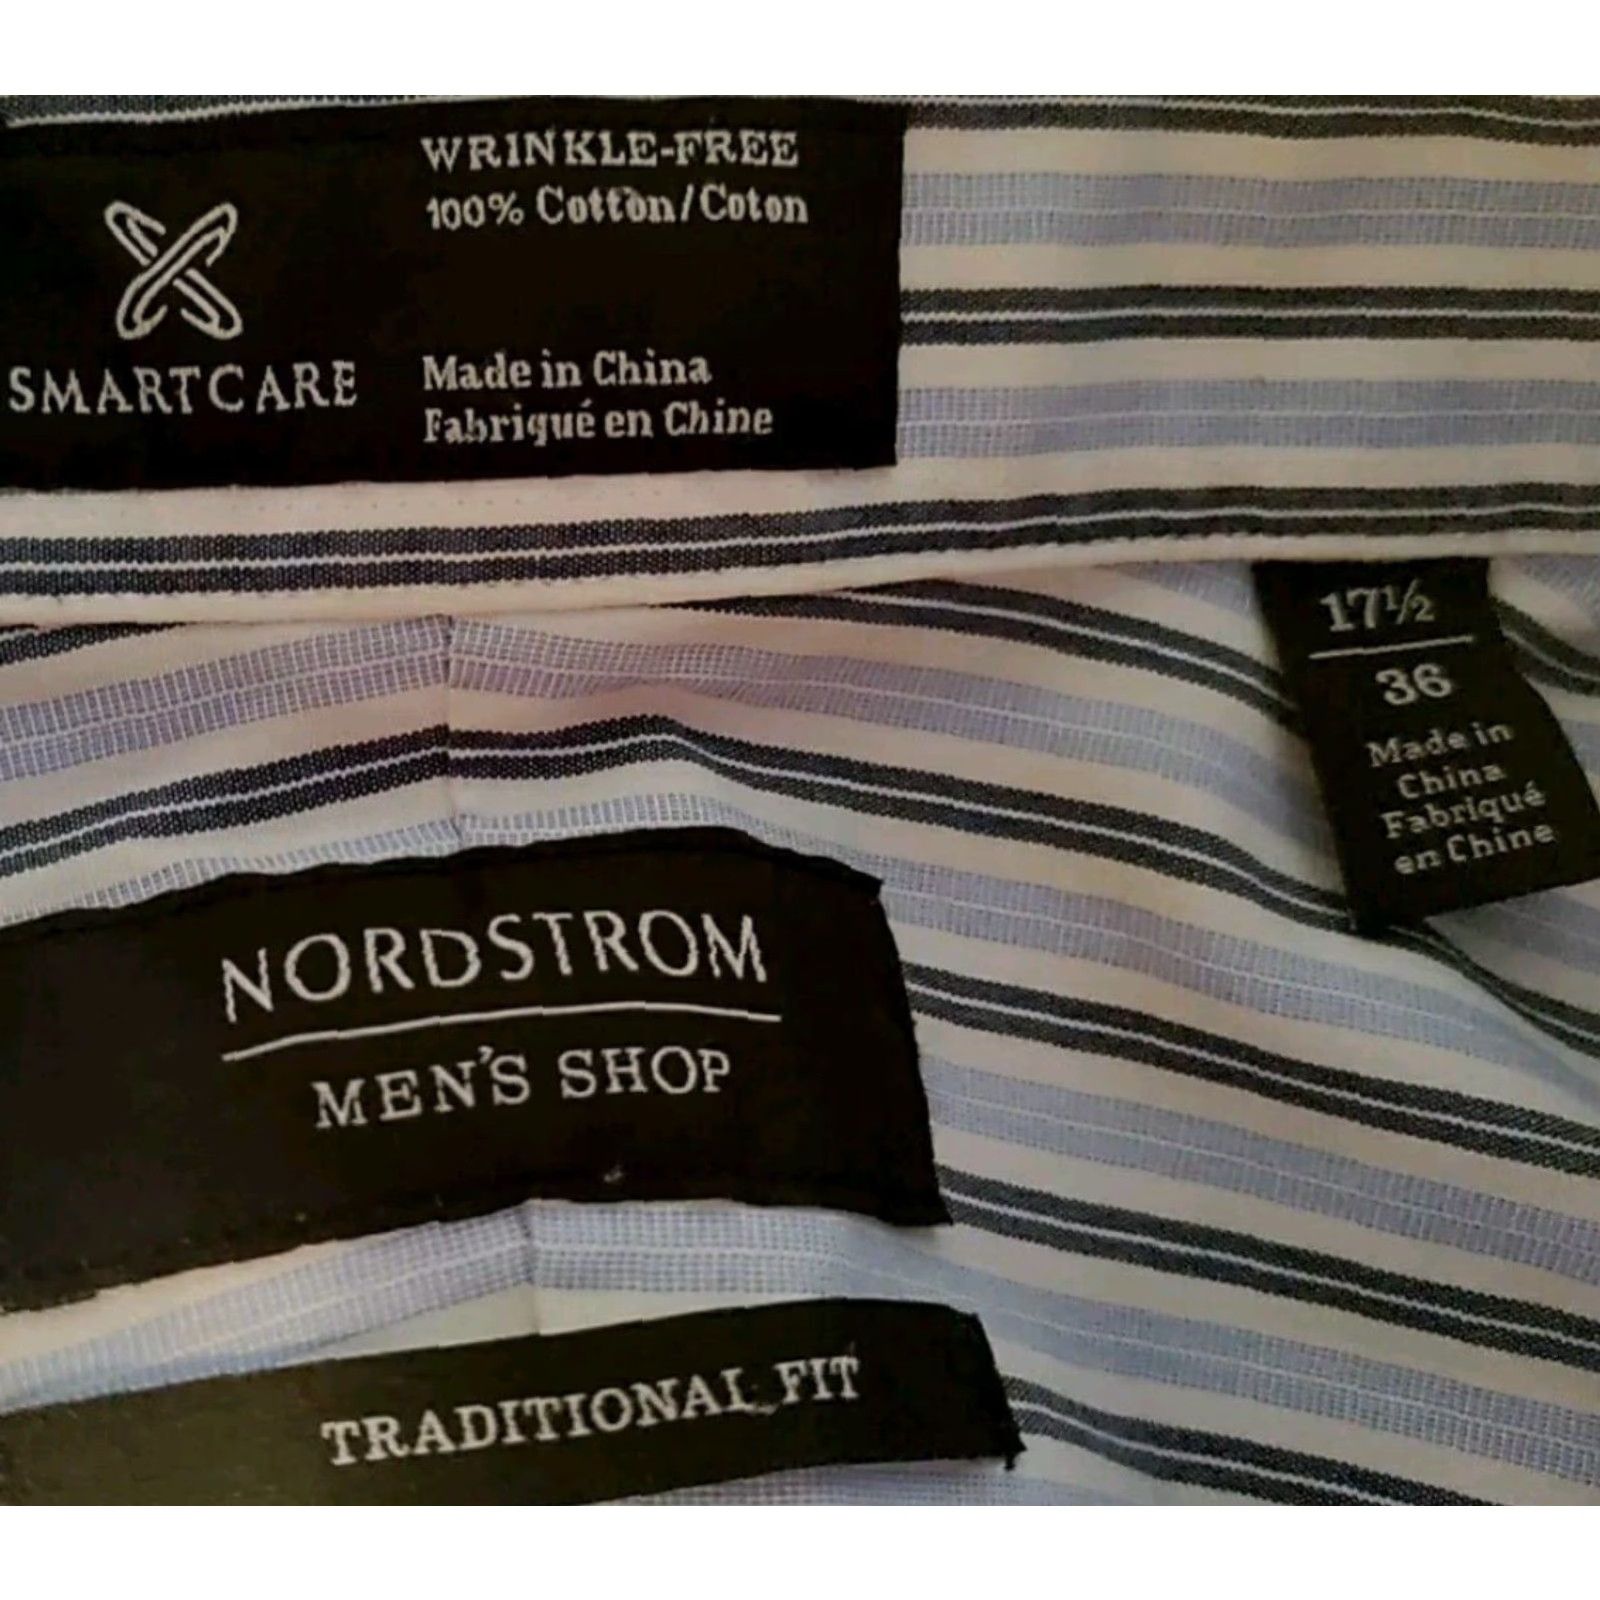 WRINKLE-FREE
100% Cotton/Coton
SMARTCARE
Made in China
Fabriqué en Chine
17½
36
Made in
China
Fabriqué
en Chine
NORDSTROM
MEN'S SHOP
TRADITIONAL FIT